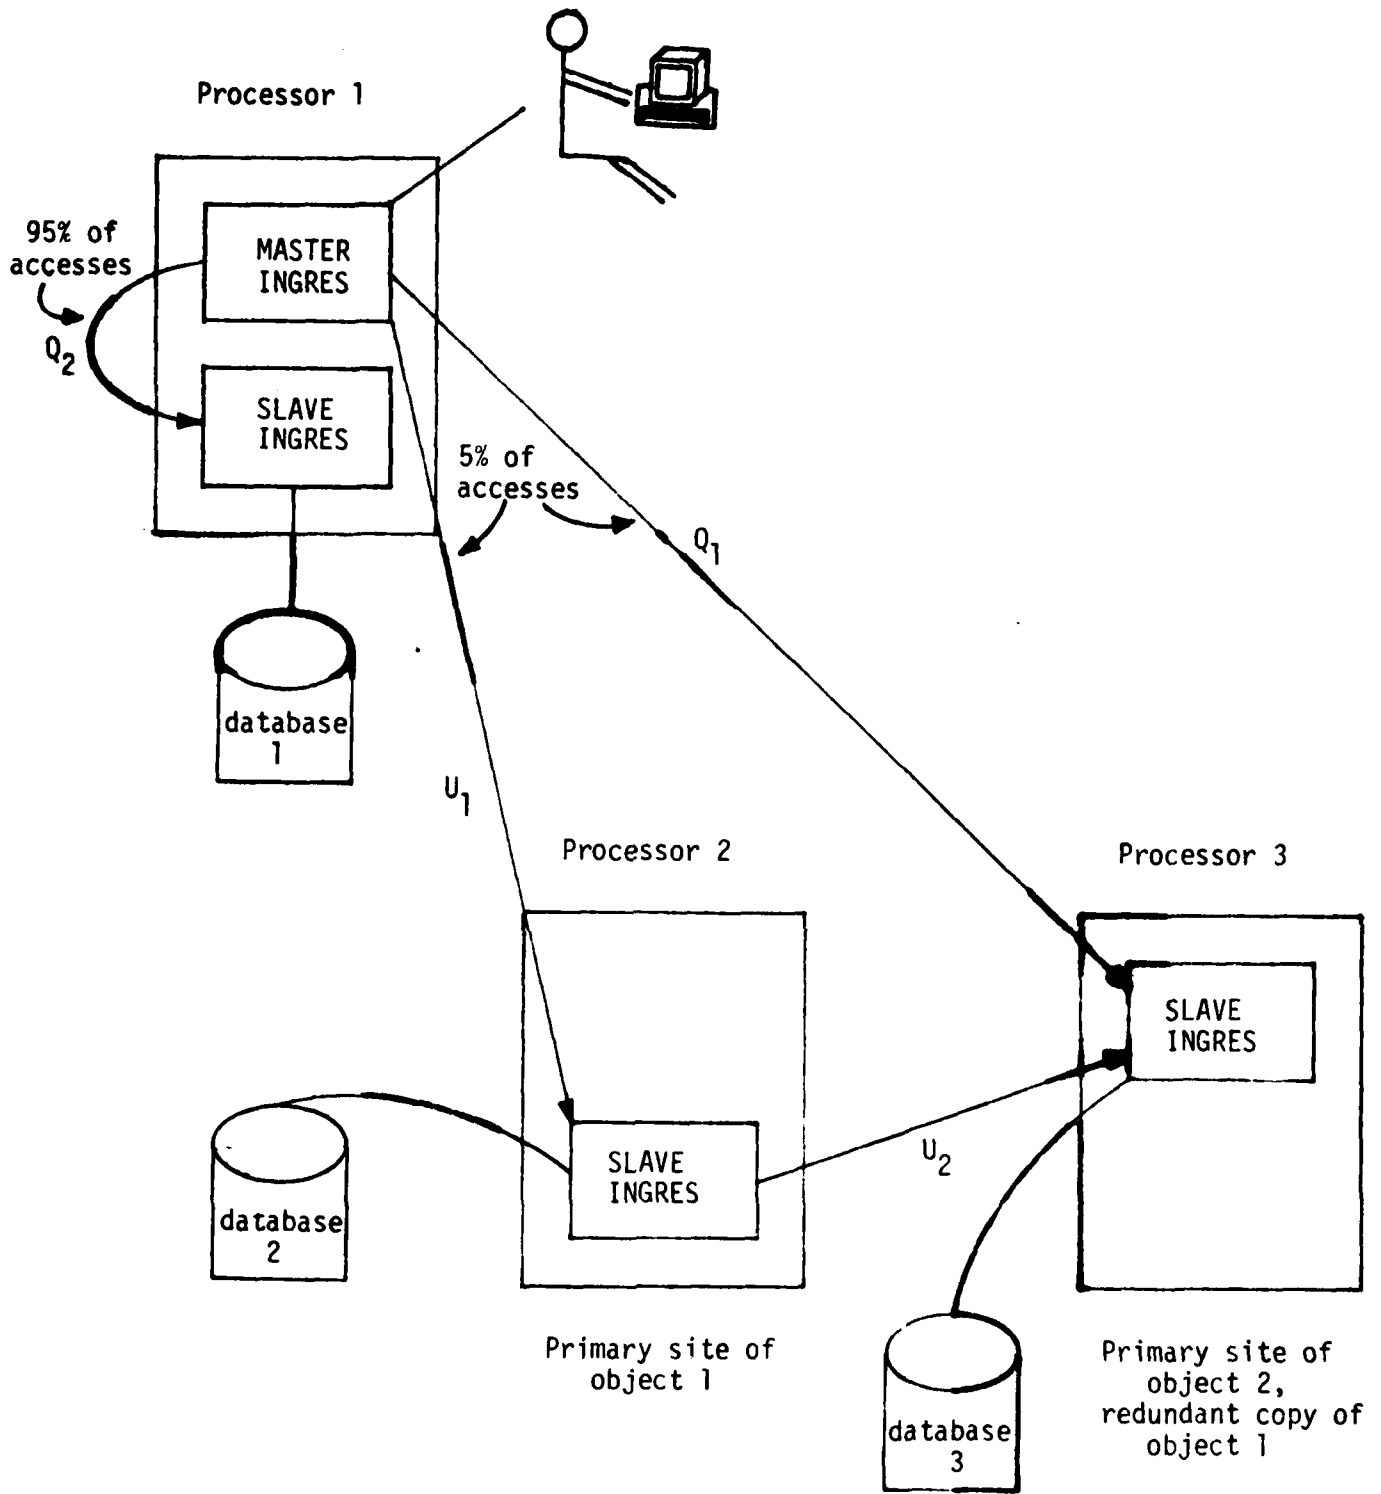 Processor 1
95% of
accesses
MASTER
INGRES
Q2
SLAVE
INGRES
5% of
accesses
Q1
database
1
U1
Processor 2
Processor 3
SLAVE
INGRES
U2
SLAVE
INGRES
database
2
Primary site of
object 1
database
3
Primary site of
object 2,
redundant copy of
object 1